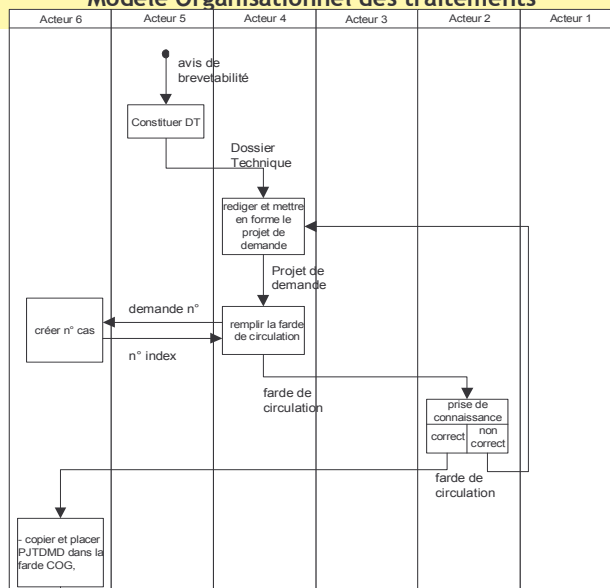 Modèle Organisationnel des traitements
Acteur 6
Acteur 5
Acteur 4
Acteur 3
Acteur 2
Acteur 1
avis de
brevetabilité
Constituer DT
Dossier
Technique
rediger et mettre
en forme le
projet de
demande
Projet de
demande
demande n°
créer n° cas
remplir la farde
de circulation
n° index
farde de
circulation
prise de
connaissance
correct
non
correct
farde de
circulation
- copier et placer
PJTDMD dans la
farde COG,